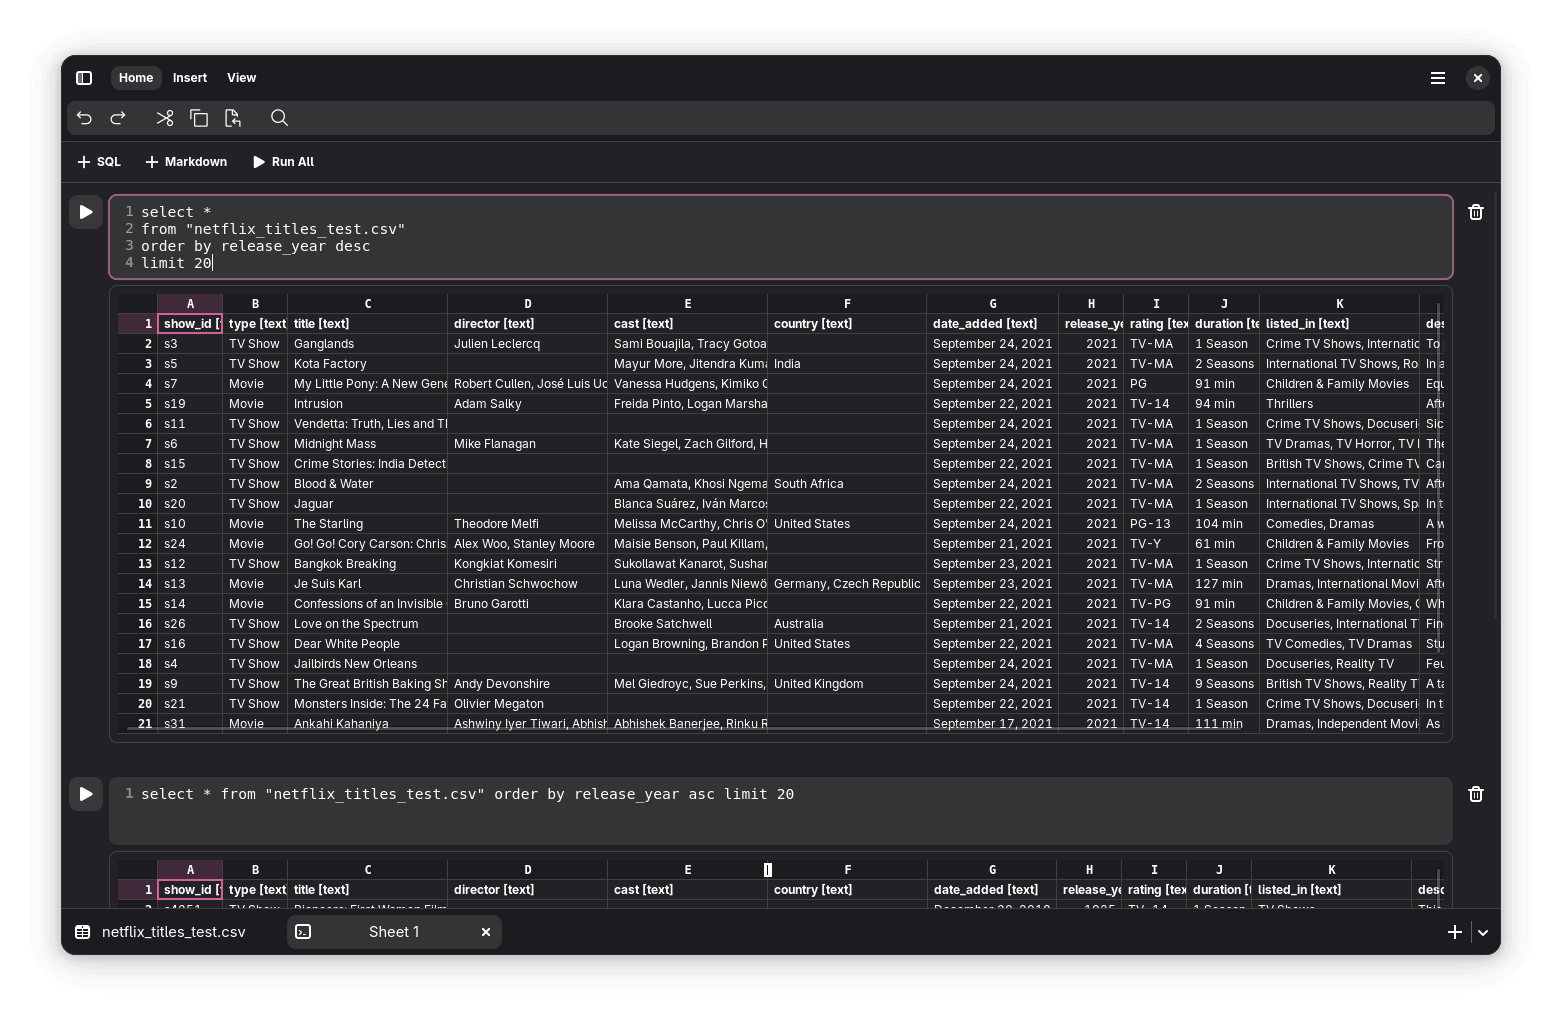 Home Insert View
SQL Markdown Run All
1 select *
2 from "netflix_titles_test.csv"
3 order by release_year desc
4 limit 20
A B C D E F G H I J K
1 show_id [ type [text title [text] director [text] cast [text] country [text] date_added [text] release_ye rating [tex duration [te listed_in [text] des
2 s3 TV Show Ganglands Julien Leclercq Sami Bouajila, Tracy Gotoa September 24, 2021 2021 TV-MA 1 Season Crime TV Shows, Internatic To
3 s5 TV Show Kota Factory Mayur More, Jitendra Kum India September 24, 2021 2021 TV-MA 2 Seasons International TV Shows, Ro In a
4 s7 Movie My Little Pony: A New Gene Robert Cullen, José Luis Uc Vanessa Hudgens, Kimiko September 24, 2021 2021 PG 91 min Children & Family Movies Equ
5 s19 Movie Intrusion Adam Salky Freida Pinto, Logan Marsha September 22, 2021 2021 TV-14 94 min Thrillers Afte
6 s11 TV Show Vendetta: Truth, Lies and September 24, 2021 2021 TV-MA 1 Season Crime TV Shows, Docuseri Sic
7 s6 TV Show Midnight Mass Mike Flanagan Kate Siegel, Zach Gilford, H September 24, 2021 2021 TV-MA 1 Season TV Dramas, TV Horror, TV The
8 s15 TV Show Crime Stories: India Detect September 22, 2021 2021 TV-MA 1 Season British TV Shows, Crime TV Car
9 s2 TV Show Blood & Water Ama Qamata, Khosi Ngema South Africa September 24, 2021 2021 TV-MA 2 Seasons International TV Shows, TV Afte
10 s20 TV Show Jaguar Blanca Suárez, Iván Marcos September 22, 2021 2021 TV-MA 1 Season International TV Shows, Sp In t
11 s10 Movie The Starling Theodore Melfi Melissa McCarthy, Chris O' United States September 24, 2021 2021 PG-13 104 min Comedies, Dramas A w
12 s24 Movie Go! Go! Cory Carson: Chris Alex Woo, Stanley Moore Maisie Benson, Paul Killam, September 21, 2021 2021 TV-Y 61 min Children & Family Movies Fro
13 s12 TV Show Bangkok Breaking Kongkiat Komesiri Sukollawat Kanarot, Sushar September 23, 2021 2021 TV-MA 1 Season Crime TV Shows, Internatic Str
14 s13 Movie Je Suis Karl Christian Schwochow Luna Wedler, Jannis Niewö Germany, Czech Republic September 23, 2021 2021 TV-MA 127 min Dramas, International Movi Afte
15 s14 Movie Confessions of an Invisible Bruno Garotti Klara Castanho, Lucca Picc September 22, 2021 2021 TV-PG 91 min Children & Family Movies, Wh
16 s26 TV Show Love on the Spectrum Brooke Satchwell Australia September 21, 2021 2021 TV-14 2 Seasons Docuseries, International T Fin
17 s16 TV Show Dear White People Logan Browning, Brandon P United States September 22, 2021 2021 TV-MA 4 Seasons TV Comedies, TV Dramas Stu
18 s4 TV Show Jailbirds New Orleans September 24, 2021 2021 TV-MA 1 Season Docuseries, Reality TV Feu
19 s9 TV Show The Great British Baking Sh Andy Devonshire Mel Giedroyc, Sue Perkins, United Kingdom September 24, 2021 2021 TV-14 9 Seasons British TV Shows, Reality T A ta
20 s21 TV Show Monsters Inside: The 24 Fa Olivier Megaton September 22, 2021 2021 TV-14 1 Season Crime TV Shows, Docuseri In t
21 s31 Movie Ankahi Kahaniya Ashwiny Iyer Tiwari, Abhish Abhishek Banerjee, Rinku R September 17, 2021 2021 TV-14 111 min Dramas, Independent Movi As
1 select * from "netflix_titles_test.csv" order by release_year asc limit 20
A B C D E F G H I J K
1 show_id [ type [text title [text] director [text] cast [text] country [text] date_added [text] release_ye rating [tex duration [t listed_in [text] desc
netflix_titles_test.csv Sheet 1